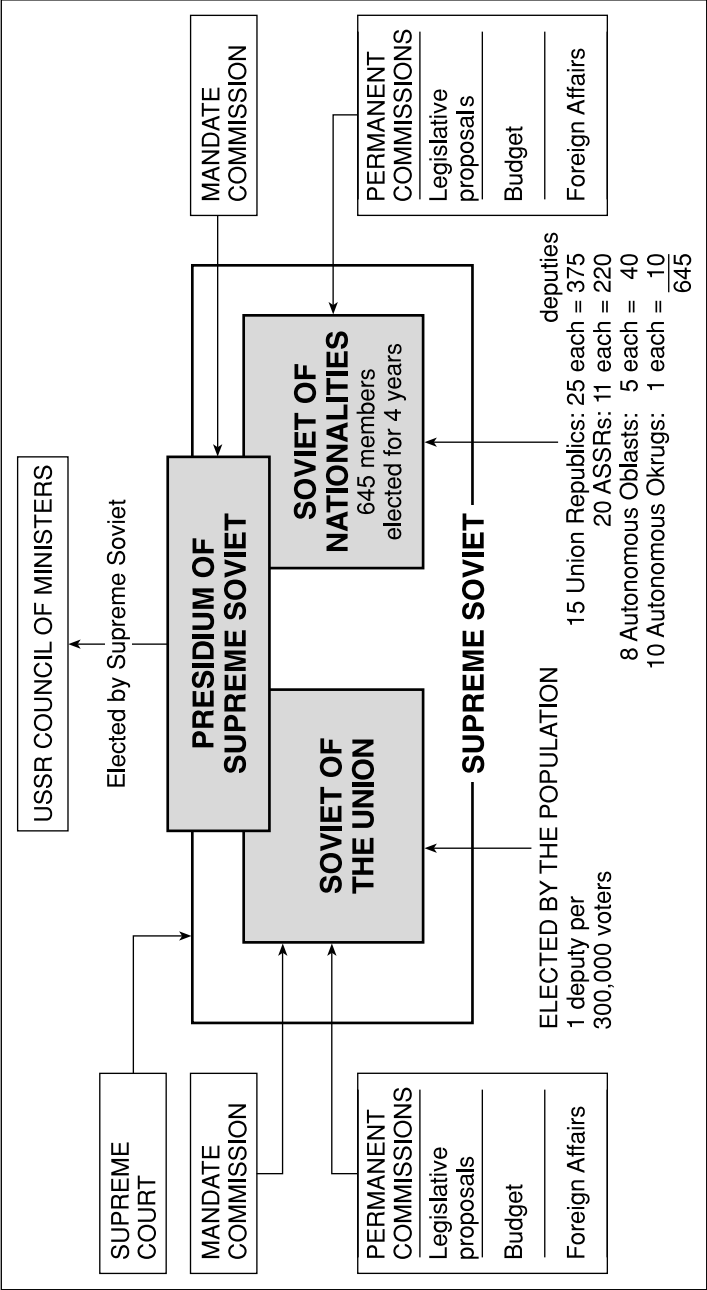 USSR COUNCIL OF MINISTERS
Elected by Supreme Soviet
SUPREME
COURT
MANDATE
COMMISSION
PRESIDIUM OF
SUPREME SOVIET
MANDATE
COMMISSION
SOVIET OF
THE UNION
SOVIET OF
NATIONALITIES
645 members
elected for 4 years
PERMANENT
COMMISSIONS
Legislative
proposals
Budget
Foreign Affairs
PERMANENT
COMMISSIONS
Legislative
proposals
Budget
Foreign Affairs
SUPREME SOVIET
ELECTED BY THE POPULATION
1 deputy per
300,000 voters
deputies
15 Union Republics: 25 each = 375
20 ASSRs: 11 each = 220
8 Autonomous Oblasts: 5 each = 40
10 Autonomous Okrugs: 1 each = 10
645